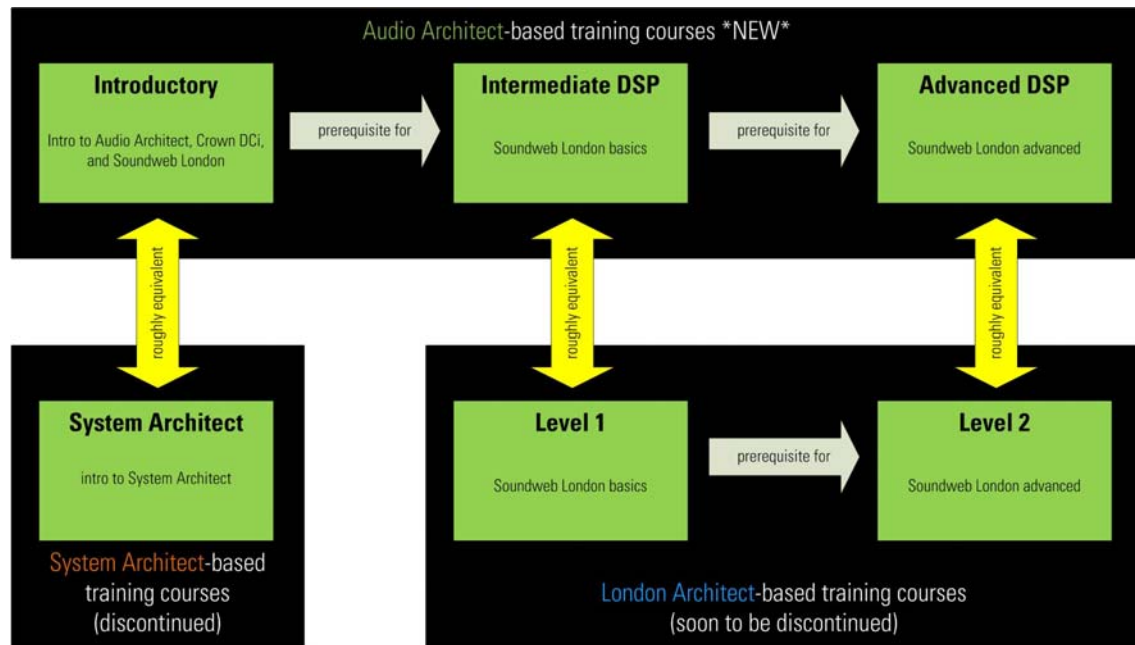 Audio Architect-based training courses *NEW*
Introductory
Intro to Audio Architect, Crown DCi,
and Soundweb London
prerequisite for
Intermediate DSP
Soundweb London basics
prerequisite for
Advanced DSP
Soundweb London advanced
roughly equivalent
roughly equivalent
roughly equivalent
System Architect
intro to System Architect
System Architect-based
training courses
(discontinued)
Level 1
Soundweb London basics
prerequisite for
Level 2
Soundweb London advanced
London Architect-based training courses
(soon to be discontinued)